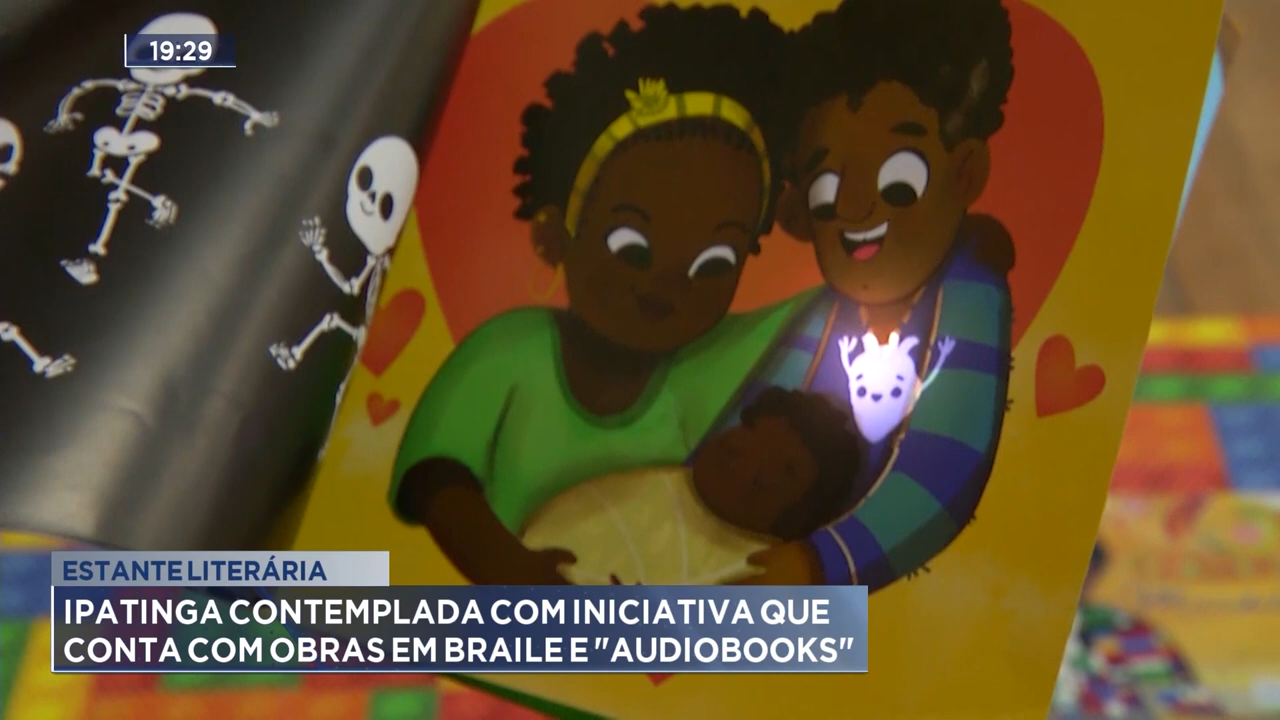 19:29
ESTANTE LITERÁRIA
IPATINGA CONTEMPLADA COM INICIATIVA QUE
CONTA COM OBRAS EM BRAILE E "AUDIOBOOKS"